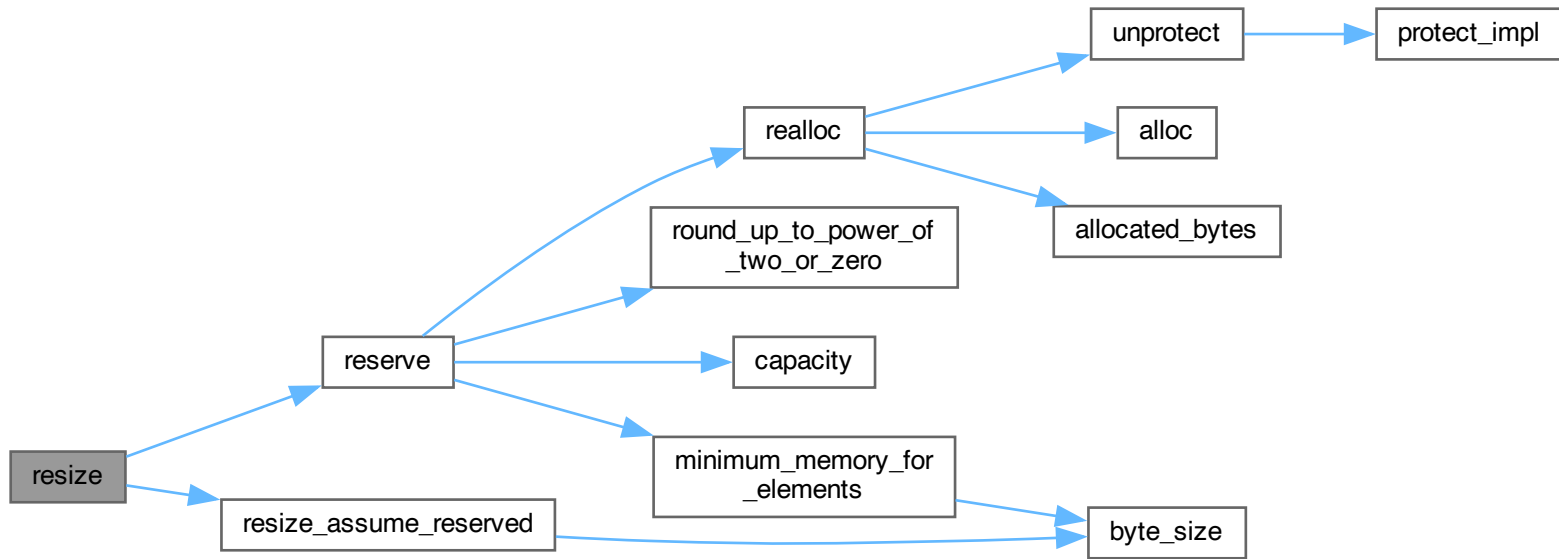 unprotect
protect_impl
realloc
alloc
allocated_bytes
round_up_to_power_of
_two_or_zero
reserve
capacity
minimum_memory_for
_elements
resize
resize_assume_reserved
byte_size